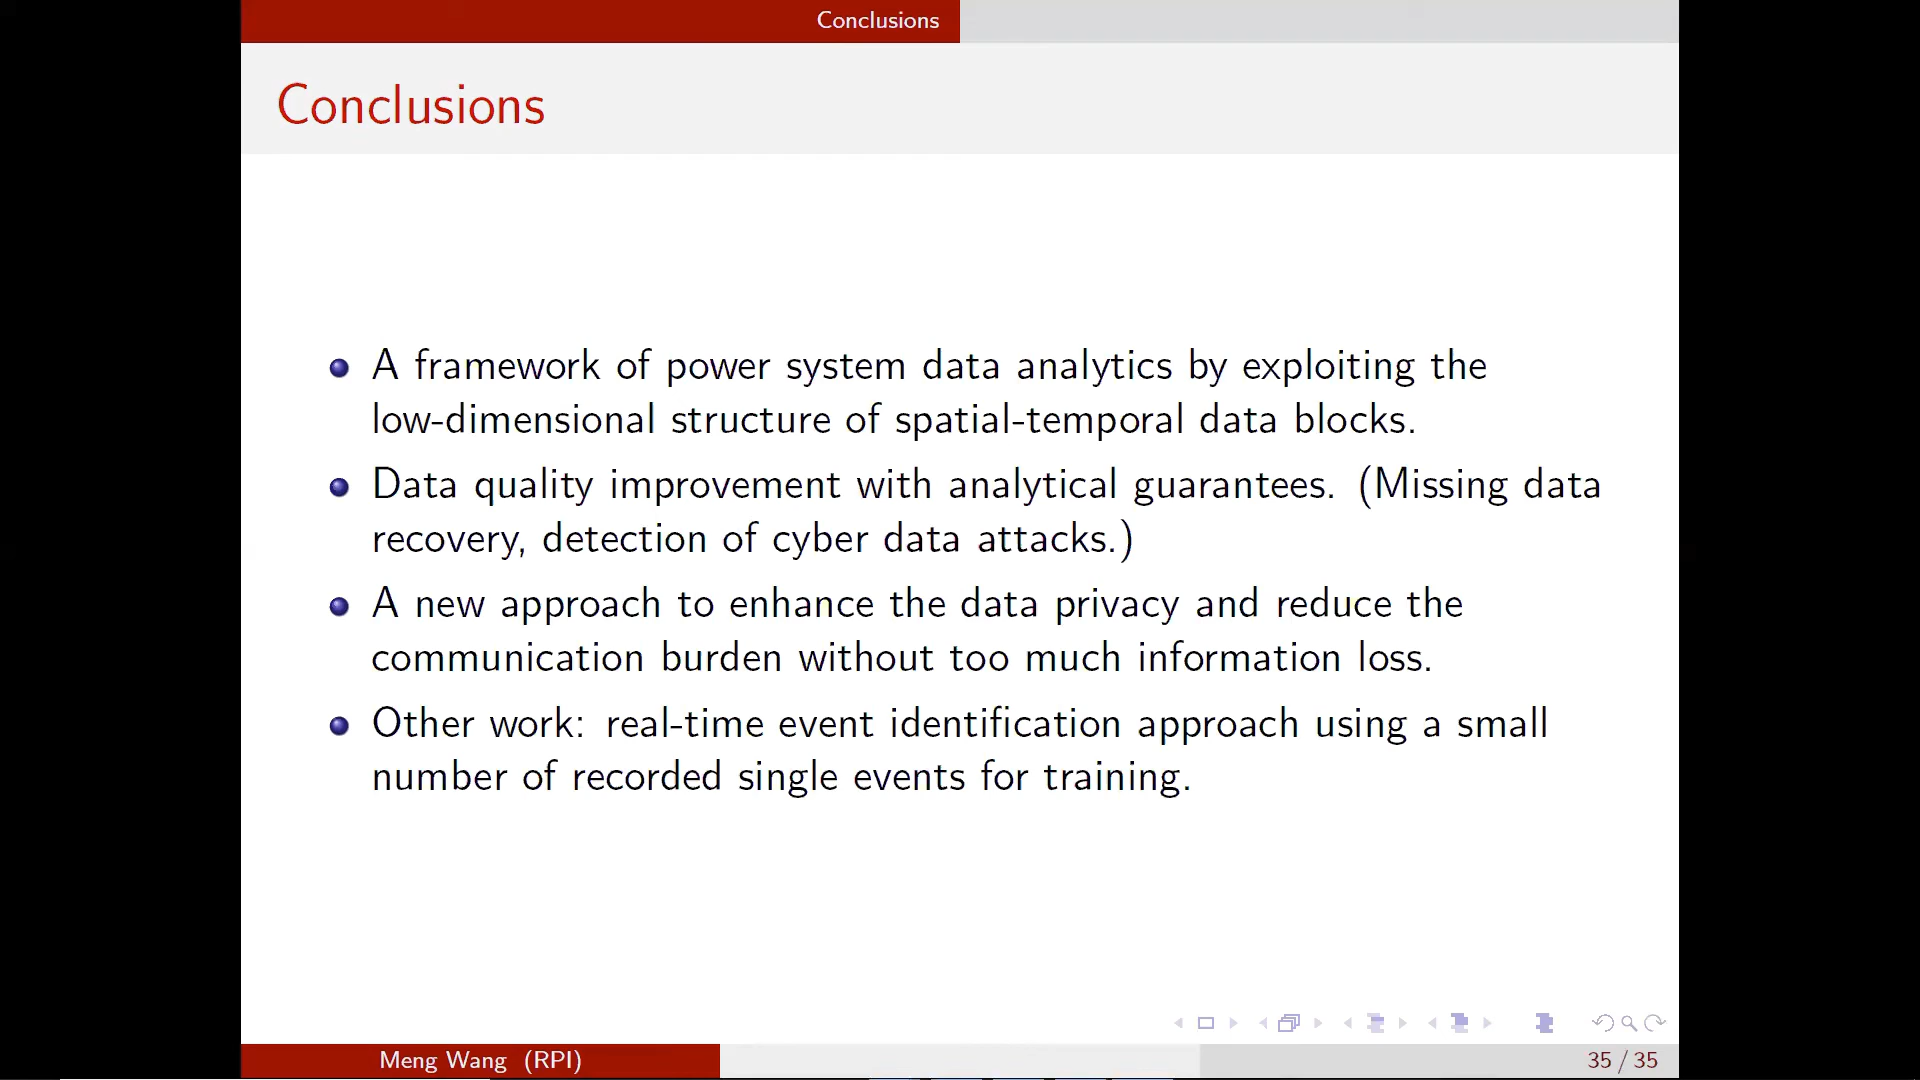 Conclusions
Conclusions
A framework of power system data analytics by exploiting the
low-dimensional structure of spatial-temporal data blocks.
Data quality improvement with analytical guarantees. (Missing data
recovery, detection of cyber data attacks.)
A new approach to enhance the data privacy and reduce the
communication burden without too much information loss.
Other work: real-time event identification approach using a small
number of recorded single events for training.
Meng Wang (RPI)
35 / 35